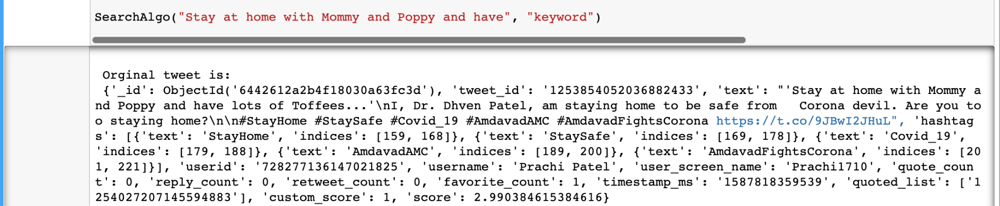 SearchAlgo("Stay at home with Mommy and Poppy and have", "keyword")
Orginal tweet is:
{'_id': ObjectId('6442612a2b4f18030a63fc3d'), 'tweet_id': '1253854052036882433', 'text': "'Stay at home with Mommy a
nd Poppy and have lots of Toffees...'\nI, Dr. Dhven Patel, am staying home to be safe from   Corona devil. Are you to
o staying home?\n\n#StayHome #StaySafe #Covid_19 #AmdavadAMC #AmdavadFightsCorona https://t.co/9JBwI2JHuL", 'hashtag
s': [{'text': 'StayHome', 'indices': [159, 168]}, {'text': 'StaySafe', 'indices': [169, 178]}, {'text': 'Covid_19',
'indices': [179, 188]}, {'text': 'AmdavadAMC', 'indices': [189, 200]}, {'text': 'AmdavadFightsCorona', 'indices': [20
1, 221]}], 'userid': '728277136147021825', 'username': 'Prachi Patel', 'user_screen_name': 'Prachi1710', 'quote_coun
t': 0, 'reply_count': 0, 'retweet_count': 0, 'favorite_count': 1, 'timestamp_ms': '1587818359539', 'quoted_list': ['1
254027207145594883'], 'custom_score': 1, 'score': 2.990384615384616}